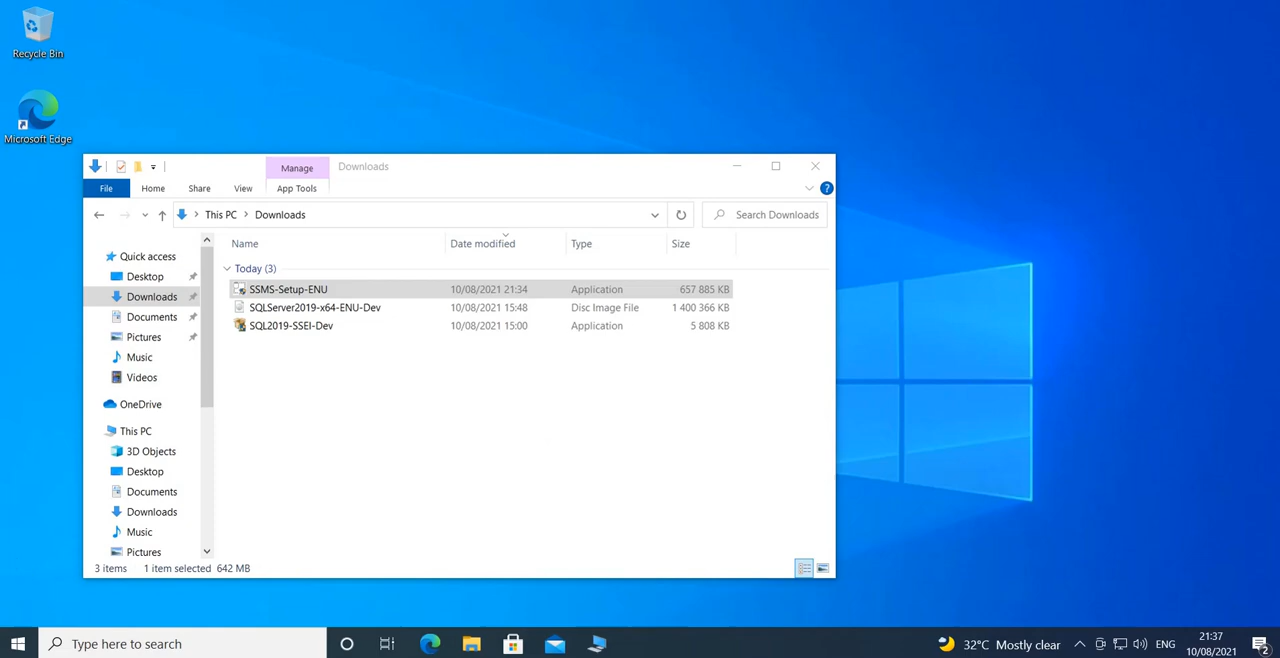 Recycle Bin
Microsoft Edge
Manage
Downloads
File
Home
Share
View
App Tools
This PC
Downloads
Search Downloads
Name
Date modified
Type
Size
Today (3)
SSMS-Setup-ENU 10/08/2021 21:34 Application 657 885 KB
SQLServer2019-x64-ENU-Dev 10/08/2021 15:48 Disc Image File 1 400 366 KB
SQL2019-SSEI-Dev 10/08/2021 15:00 Application 5 808 KB
Quick access
Desktop
Downloads
Documents
Pictures
Music
Videos
OneDrive
This PC
3D Objects
Desktop
Documents
Downloads
Music
Pictures
3 items 1 item selected 642 MB
Type here to search
32°C Mostly clear
ENG
21:37
10/08/2021
2